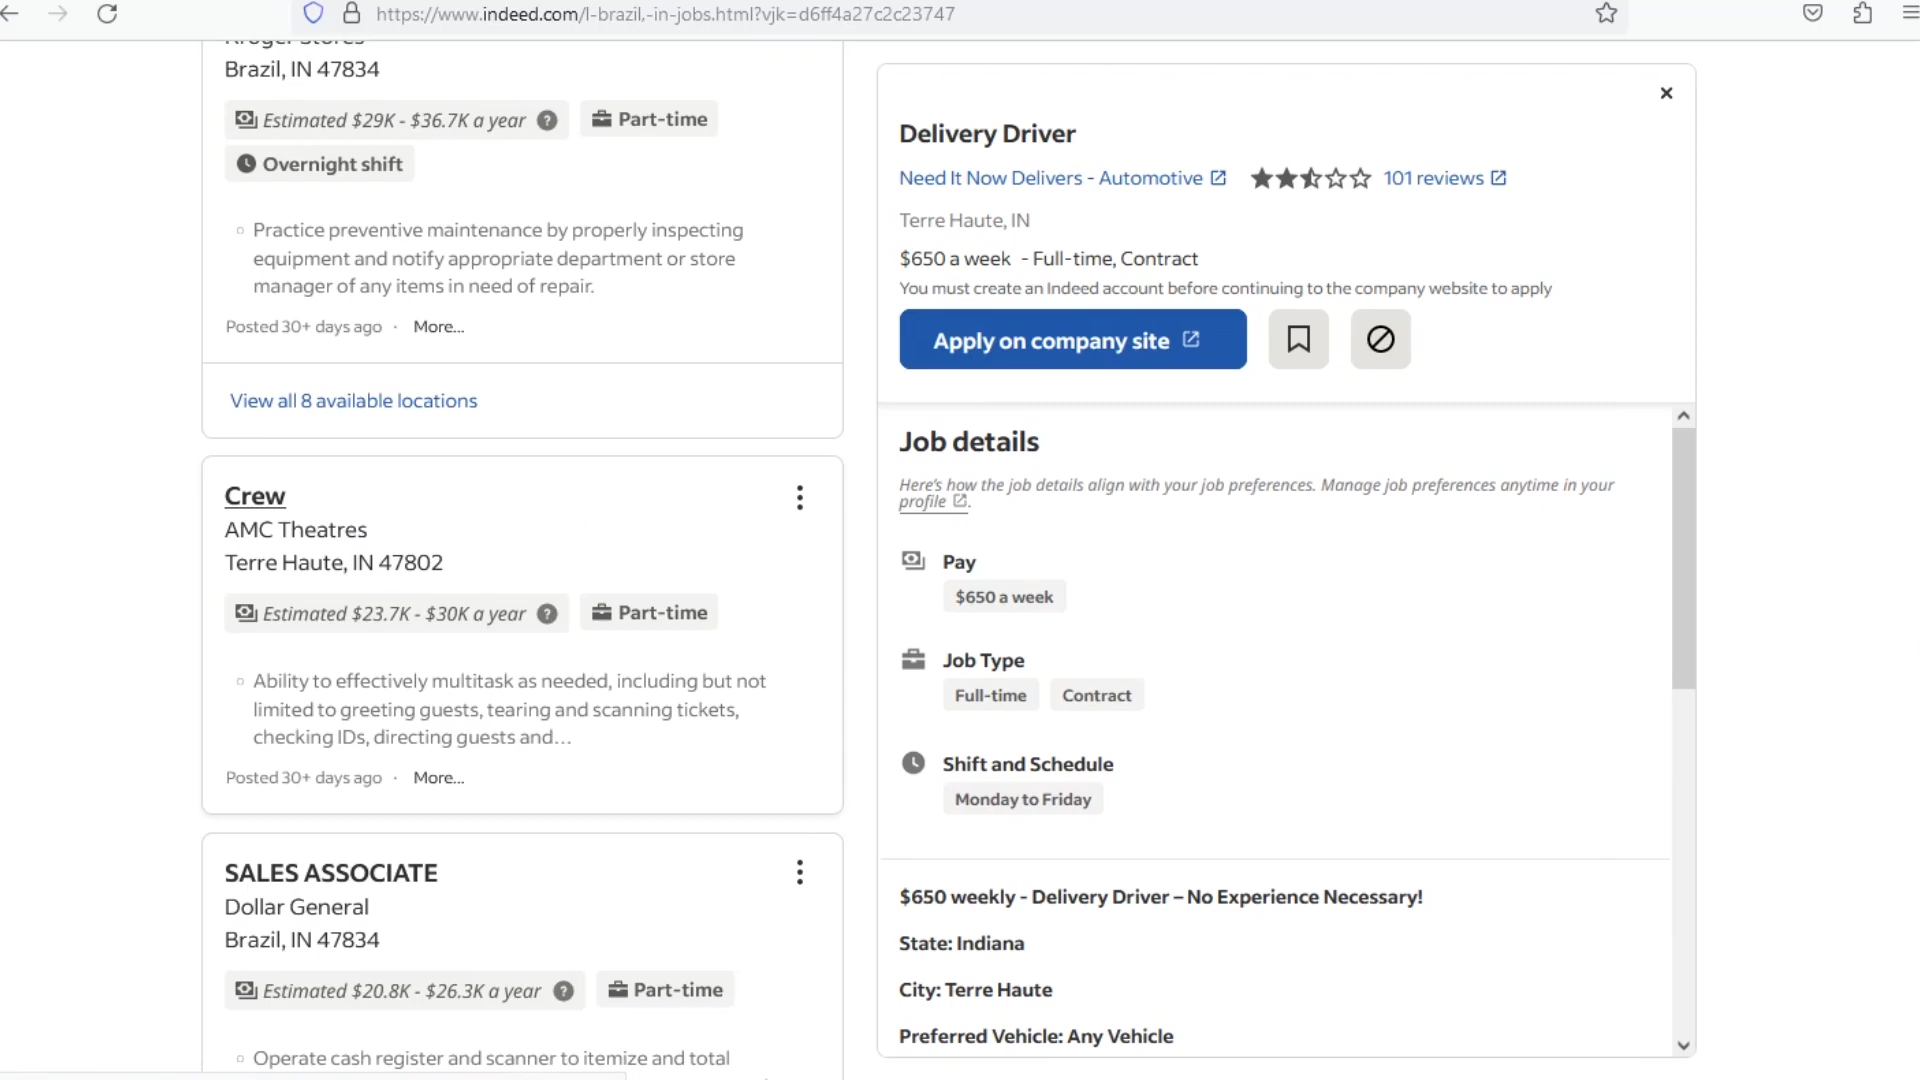 https://www.indeed.com/l-brazil,-in-jobs.html?vjk=d6ff4a27c2c23747
Kroger Stores
Brazil, IN 47834
Estimated $29K - $36.7K a year ?
Part-time
Overnight shift
Practice preventive maintenance by properly inspecting
equipment and notify appropriate department or store
manager of any items in need of repair.
Posted 30+ days ago · More...
View all 8 available locations
Crew
AMC Theatres
Terre Haute, IN 47802
Estimated $23.7K - $30K a year ?
Part-time
Ability to effectively multitask as needed, including but not
limited to greeting guests, tearing and scanning tickets,
checking IDs, directing guests and…
Posted 30+ days ago · More...
SALES ASSOCIATE
Dollar General
Brazil, IN 47834
Estimated $20.8K - $26.3K a year ?
Part-time
Operate cash register and scanner to itemize and total
Delivery Driver
Need It Now Delivers - Automotive
101 reviews
Terre Haute, IN
$650 a week - Full-time, Contract
You must create an Indeed account before continuing to the company website to apply
Apply on company site
Job details
Here's how the job details align with your job preferences. Manage job preferences anytime in your
profile.
Pay
$650 a week
Job Type
Full-time
Contract
Shift and Schedule
Monday to Friday
$650 weekly - Delivery Driver – No Experience Necessary!
State: Indiana
City: Terre Haute
Preferred Vehicle: Any Vehicle